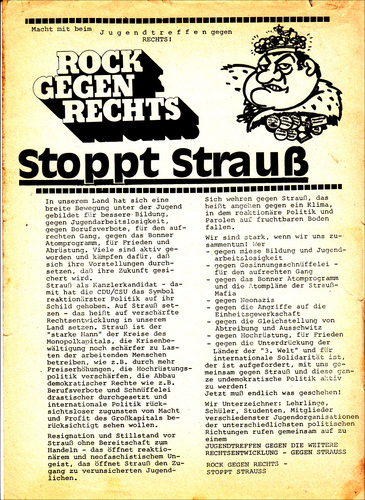 Macht mit beim Jugendtreffen gegen
RECHTS!
ROCK
GEGEN
RECHTS
Stoppt Strauß
In unserem Land hat sich eine
breite Bewegung unter der Jugend
gebildet für bessere Bildung,
gegen Jugendarbeitslosigkeit,
gegen Berufsverbote, für den auf-
rechten Gang, gegen das Bonner
Atomprogramm, für Frieden und
Abrüstung. Viele sind aktiv ge-
worden und kämpfen dafür, daß
sich ihre Vorstellungen durch-
setzen, daß ihre Zukunft gesi-
chert wird.
Strauß als Kanzlerkandidat - da-
mit hat die CDU/CSU das Symbol
reaktionärster Politik auf ihr
Schild gehoben. Auf Strauß set-
zen - das heißt auf verschärfte
Rechtsentwicklung in unserem
Land setzen. Strauß ist der
"starke Mann" der Kreise des
Monopolkapitals, die Krisenbe-
wältigung noch schärfer zu Las-
ten der arbeitenden Menschen
betreiben, wie z.B. durch mehr
Preiserhöhungen, die Hochrüstungs-
politik verschärfen, die Abbau
demokratischer Rechte wie z.B.
Berufsverbote und Schnüffelei
drastischer durchgesetzt und
internationale Politik rück-
sichtsloser zugunsten von Macht
und Profit des Großkapitals be-
rücksichtigt sehen wollen.
Resignation und Stillstand vor
Strauß ohne Bereitschaft zum
Handeln - das öffnet reaktio-
närem und neofaschistischem Un-
geist, das öffnet Strauß den Zu-
gang zu verunsicherten Jugend-
lichen.
Sich wehren gegen Strauß, das
heißt angehen gegen ein Klima,
in dem reaktionäre Politik und
Parolen auf fruchtbaren Boden
fallen.
Wir sind stark, wenn wir uns zu-
sammentun! Wer
- gegen miese Bildung und Jugend-
arbeitslosigkeit
- gegen Gesinnungsschnüffelei -
für den aufrechten Gang
- gegen das Bonner Atomprogramm
und die Atompläne der Strauß-
Mafia
- gegen Neonazis
- gegen die Angriffe auf die
Einheitsgewerkschaft
- gegen die Gleichstellung von
Abtreibung und Auschwitz
- gegen Hochrüstung, für Frieden
- gegen die Unterdrückung der
Länder der "3. Welt" und für
internationale Solidarität ist,
der ist aufgefordert, mit uns ge-
meinsam gegen Strauß und diese gan-
ze undemokratische Politik aktiv
zu werden!
Jetzt muß endlich was geschehen!
Wir Unterzeichner: Lehrlinge,
Schüler, Studenten, Mitglieder
verschiedenster Jugendorganisationen
der unterschiedlichsten politischen
Richtungen rufen gemeinsam auf zu
einem
JUGENDTREFFEN GEGEN DIE WEITERE
RECHTSENTWICKLUNG - GEGEN STRAUSS
ROCK GEGEN RECHTS -
STOPPT STRAUSS